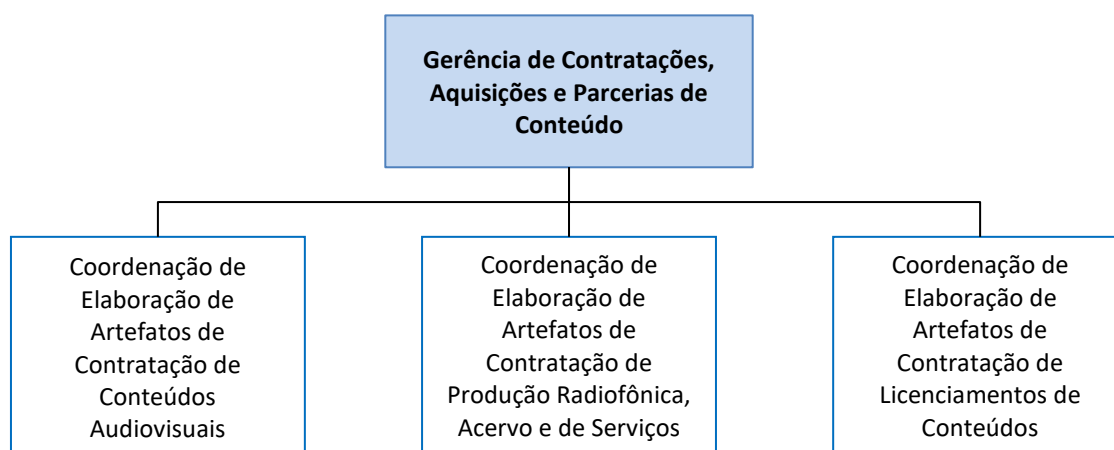 Gerência de Contratações,
Aquisições e Parcerias de
Conteúdo
Coordenação de
Elaboração de
Artefatos de
Contratação de
Conteúdos
Audiovisuais
Coordenação de
Elaboração de
Artefatos de
Contratação de
Produção Radiofônica,
Acervo e de Serviços
Coordenação de
Elaboração de
Artefatos de
Contratação de
Licenciamentos de
Conteúdos